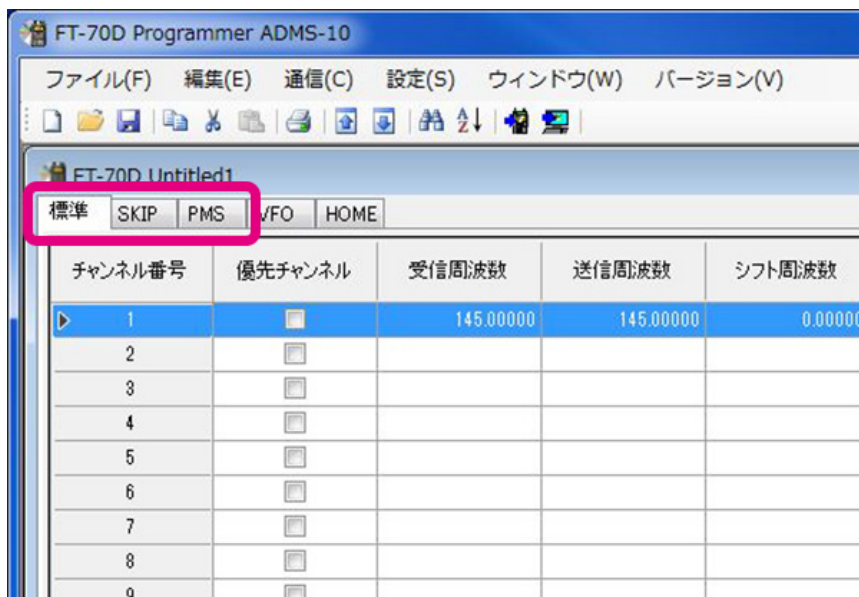 FT-70D Programmer ADMS-10
ファイル(F) 編集(E) 通信(C) 設定(S) ウィンドウ(W) バージョン(V)
FT-70D Untitled1
標準 SKIP PMS VFO HOME
チャンネル番号 優先チャンネル 受信周波数 送信周波数 シフト周波数
1 145.00000 145.00000 0.00000
2
3
4
5
6
7
8
9